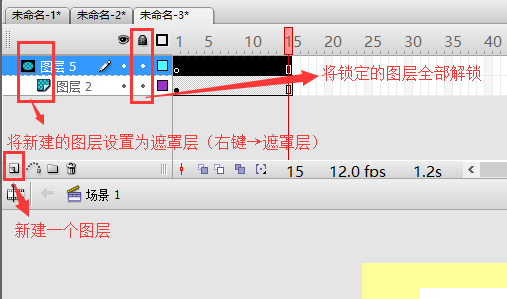 未命名-1* 未命名-2* 未命名-3*
1 5 10 15 20 25 30 35 40
图层 5
图层 2
将锁定的图层全部解锁
将新建的图层设置为遮罩层（右键→遮罩层）
15 12.0 fps 1.2s
场景 1
新建一个图层